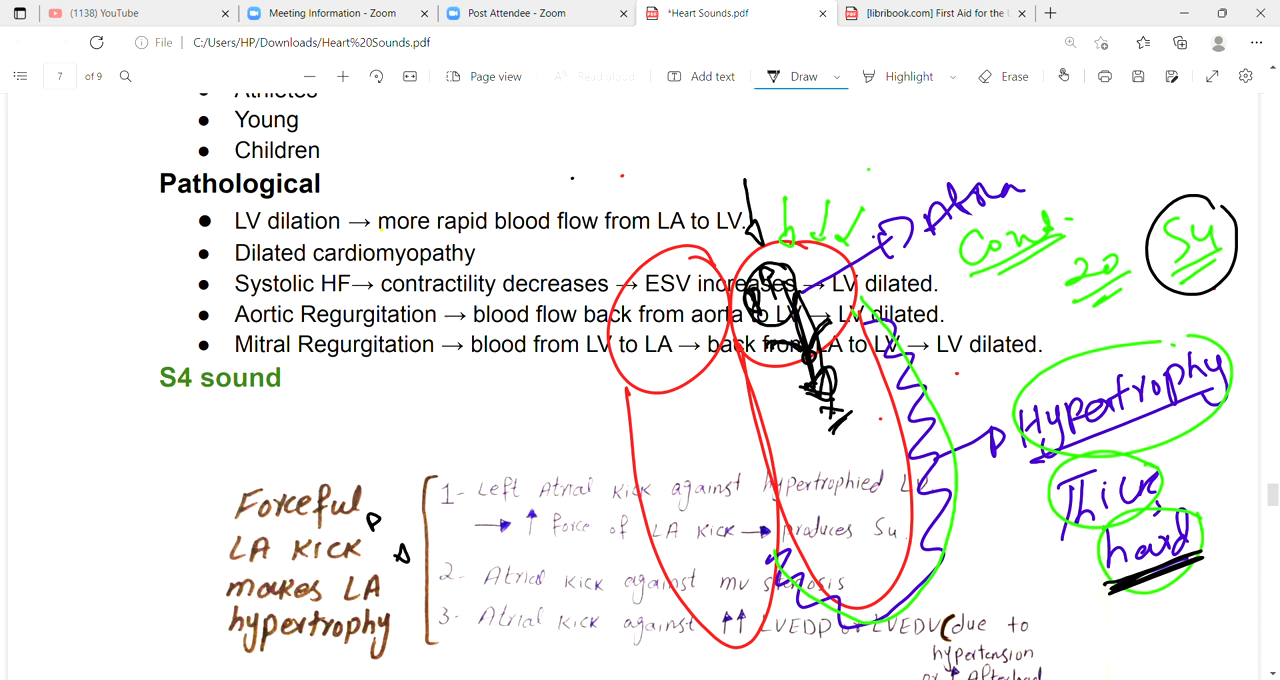 (1138) YouTube
Meeting Information - Zoom
Post Attendee - Zoom
*Heart Sounds.pdf
[libribook.com] First Aid for the
File C:/Users/HP/Downloads/Heart%20Sounds.pdf
7 of 9
Page view
Read aloud
Add text
Draw
Highlight
Erase
● Athletes
● Young
● Children
Pathological
● LV dilation → more rapid blood flow from LA to LV.
● Dilated cardiomyopathy
● Systolic HF→ contractility decreases → ESV increases → LV dilated.
● Aortic Regurgitation → blood flow back from aorta to LV → LV dilated.
● Mitral Regurgitation → blood from LV to LA → back from LA to LV → LV dilated.
S4 sound
Cont
20
S4
Hypertrophy
Thick
hard
Forceful
LA KICK
makes LA
hypertrophy
1- Left Atrial Kick against hypertrophied LV
→ ↑ force of LA KICK → produces S4.
2- Atrial Kick against mv stenosis
3- Atrial Kick against ↑↑ LVEDP or LVEDV (due to
hypertension
or ↑ Afterload